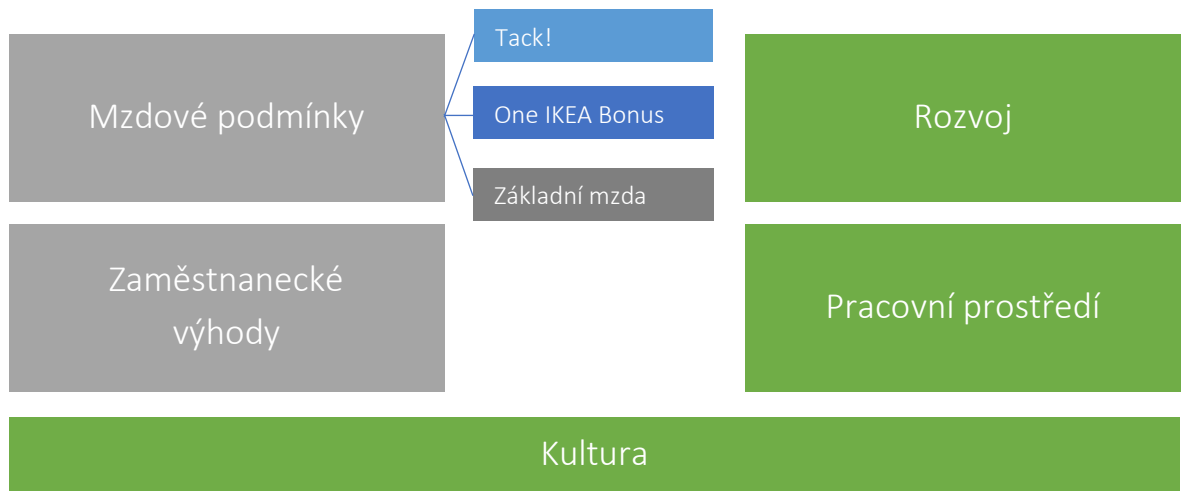 Mzdové podmínky
Tack!
One IKEA Bonus
Základní mzda
Rozvoj
Zaměstnanecké
výhody
Pracovní prostředí
Kultura